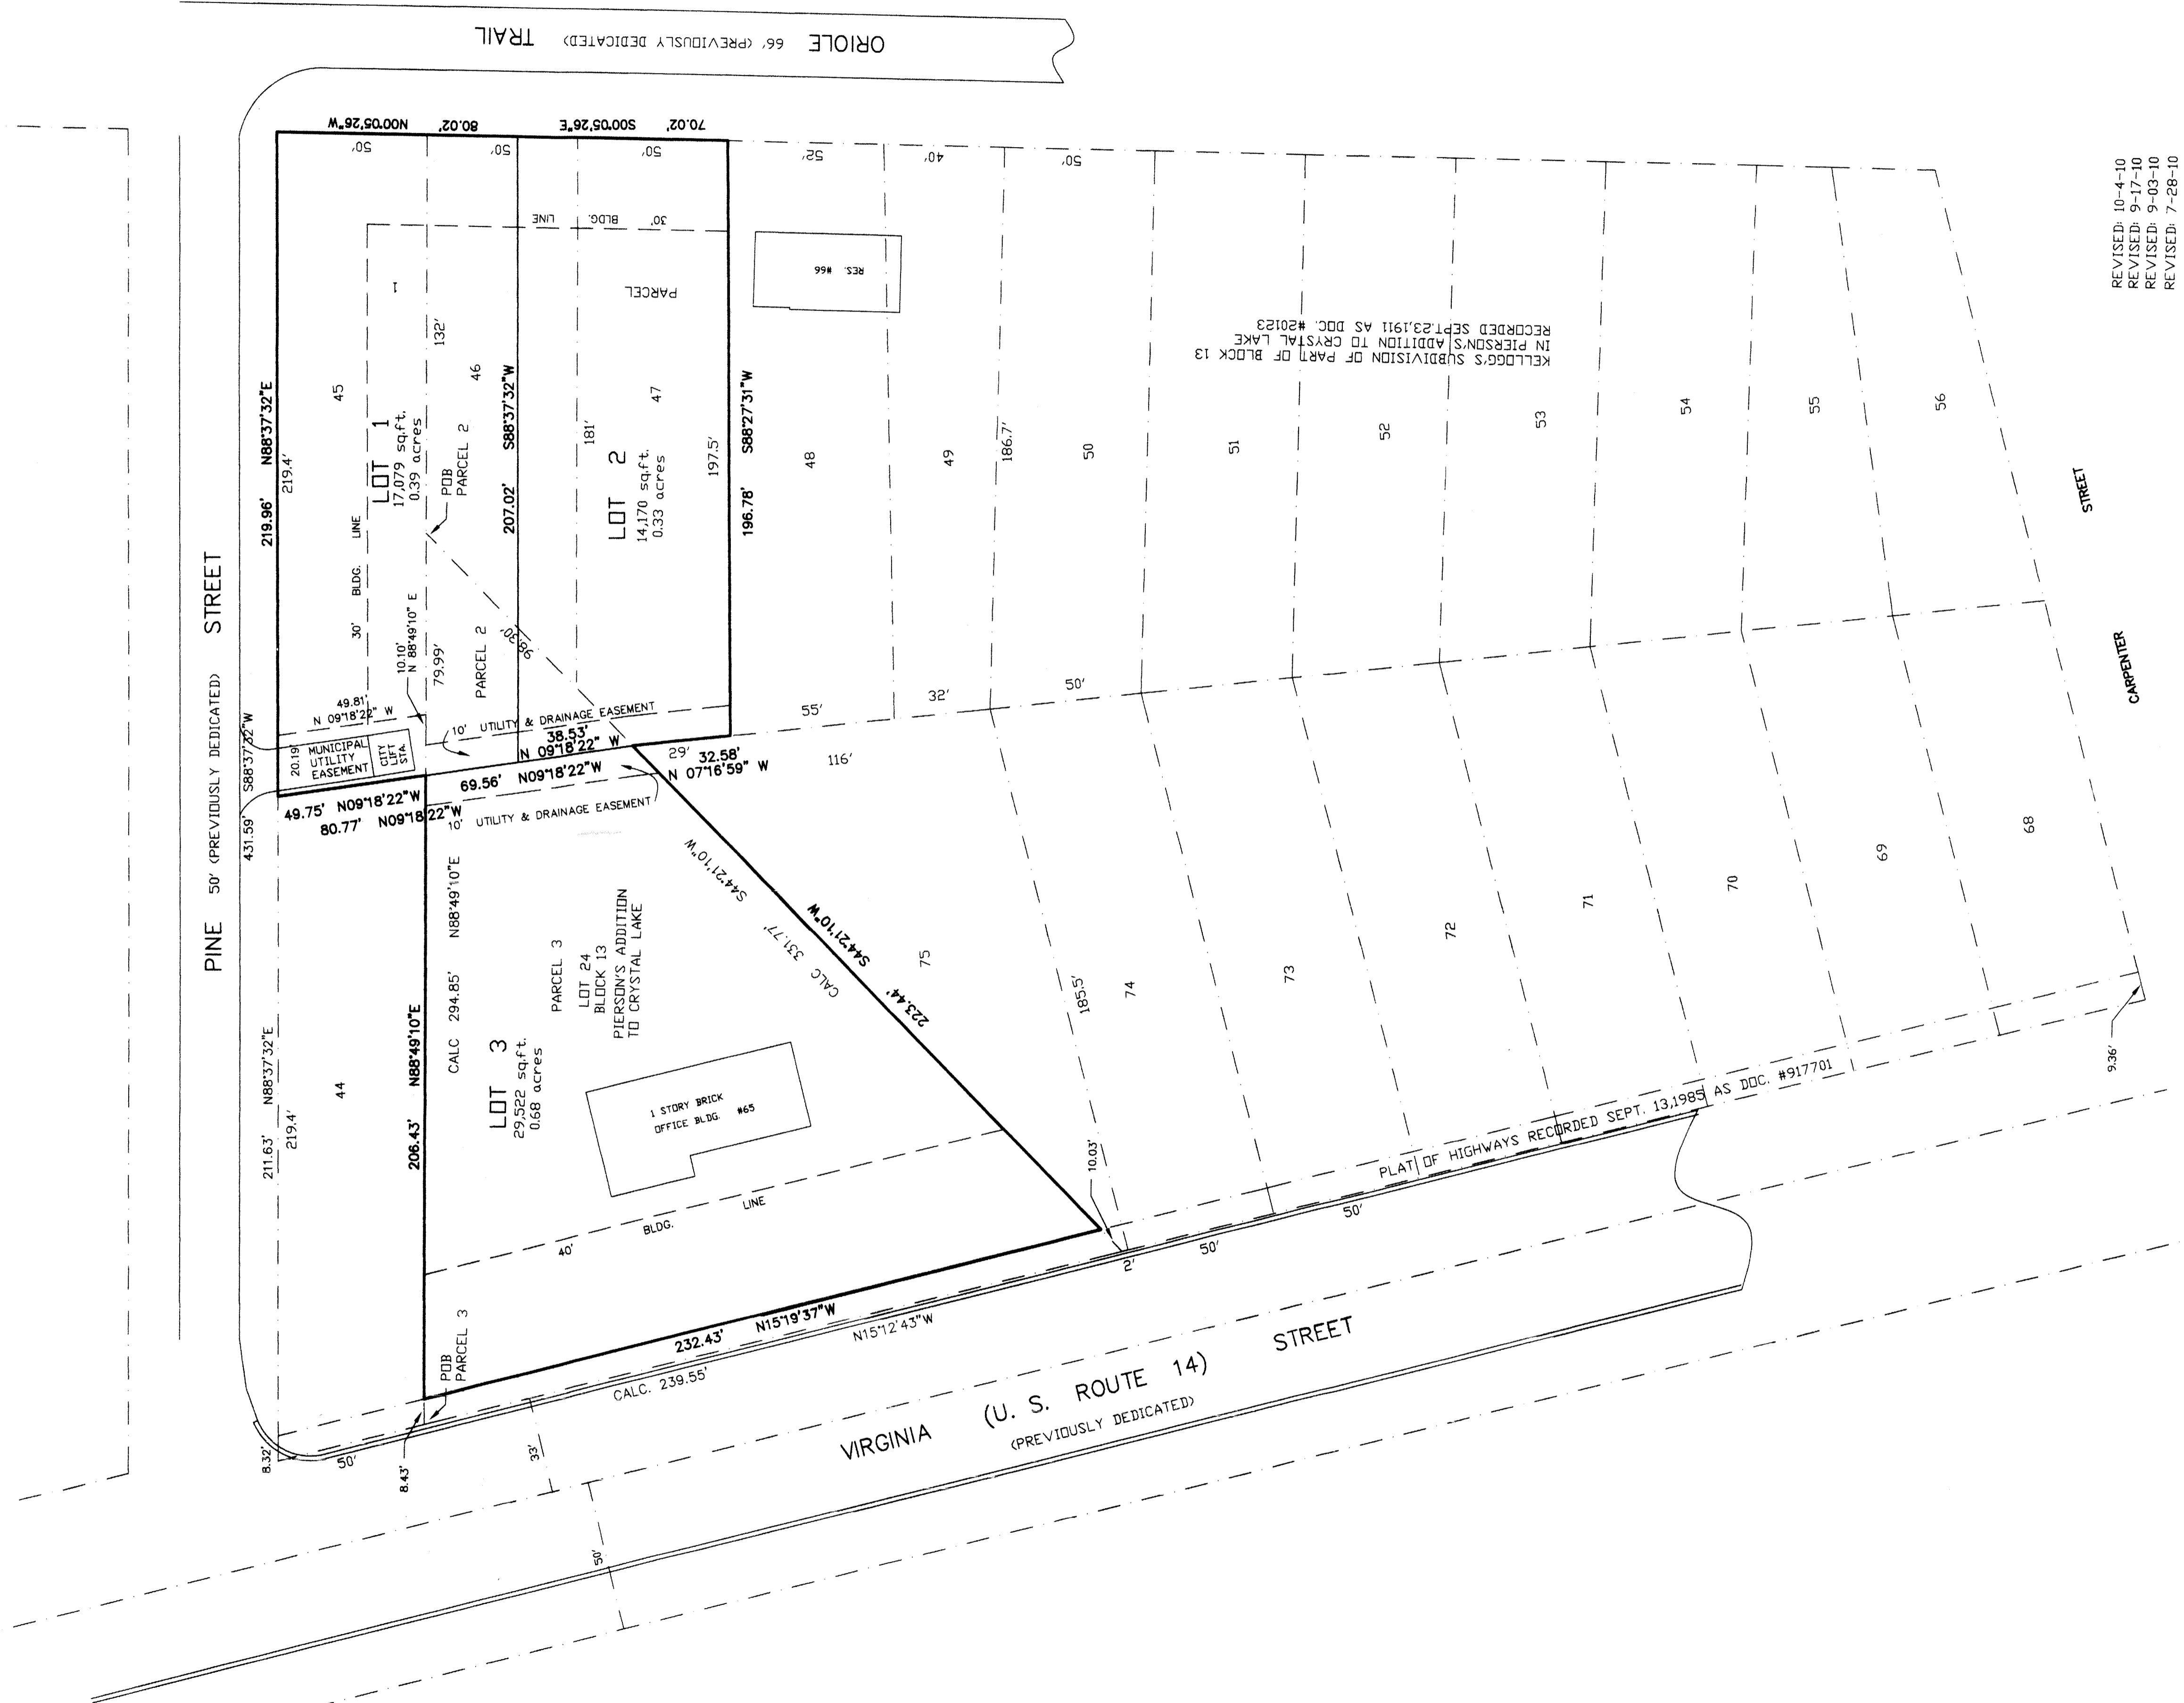 ORIOLE 66' (PREVIOUSLY DEDICATED) TRAIL
N00°05'26"W
80.02'
S00°05'26"E
70.02'
50'
50'
50'
52'
40'
50'
REVISED: 10-4-10
REVISED: 9-17-10
REVISED: 9-03-10
REVISED: 7-28-10
30' BLDG. LINE
RES. #66
1
PARCEL
132'
KELLOGG'S SUBDIVISION OF PART OF BLOCK 13
IN PIERSON'S ADDITION TO CRYSTAL LAKE
RECORDED SEPT.23,1911 AS DOC. #20123
219.96' N88°37'32"E
219.4'
45
46
47
LOT 1
17,079 sq.ft.
0.39 acres
POB
PARCEL 2
207.02' S88°37'32"W
181'
LOT 2
14,170 sq.ft.
0.33 acres
197.5'
196.78' S88°27'31"W
48
49
186.7'
50
51
52
53
54
55
56
CARPENTER STREET
PINE 50' (PREVIOUSLY DEDICATED) STREET
30' BLDG. LINE
10.10'
N 88°49'10" E
79.99'
PARCEL 2
98.30'
49.81'
N 09°18'22" W
431.59' S88°37'32"W
20.19'
MUNICIPAL
UTILITY
EASEMENT
CITY
LIFT
STA.
10' UTILITY & DRAINAGE EASEMENT
38.53'
N 09°18'22" W
29'
32.58'
N 07°16'59" W
55'
32'
50'
116'
49.75' N09°18'22"W
69.56' N09°18'22"W
80.77' N09°18'22"W
10' UTILITY & DRAINAGE EASEMENT
S44°21'10"W
CALC 331.77'
223.44' S44°21'10"W
211.63' N88°37'32"E
219.4'
44
206.43' N88°49'10"E
CALC 294.85' N88°49'10"E
LOT 3
29,522 sq.ft.
0.68 acres
PARCEL 3
LOT 24
BLOCK 13
PIERSON'S ADDITION
TO CRYSTAL LAKE
1 STORY BRICK
OFFICE BLDG. #65
75
185.5'
74
73
72
71
70
69
68
9.36'
40' BLDG. LINE
10.03'
2'
50'
50'
PLAT OF HIGHWAYS RECORDED SEPT. 13,1985 AS DOC. #917701
POB
PARCEL 3
232.43' N15°19'37"W
CALC. 239.55' N15°12'43"W
8.32'
50'
8.43'
33'
50'
VIRGINIA (U. S. ROUTE 14) STREET
(PREVIOUSLY DEDICATED)